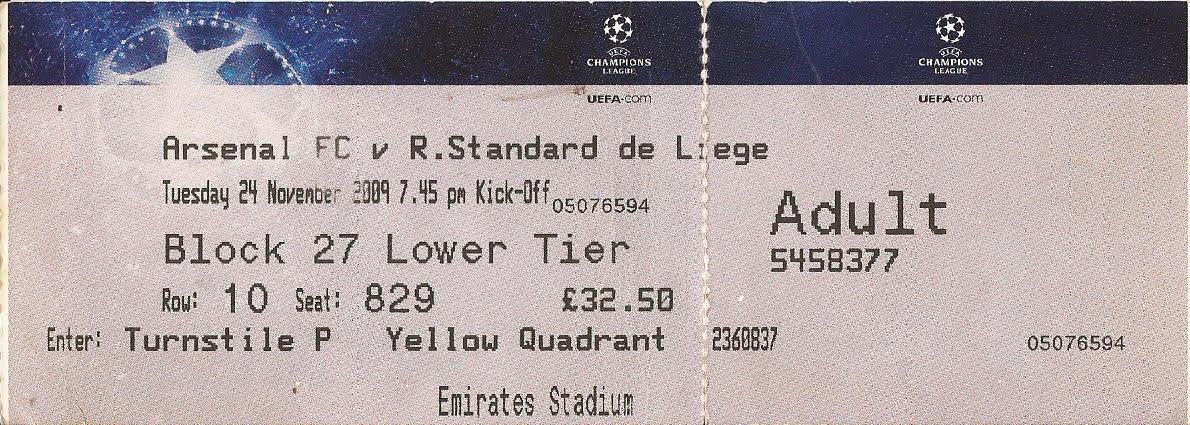 UEFA
CHAMPIONS
LEAGUE
UEFA
CHAMPIONS
LEAGUE
UEFA.com
UEFA.com
Arsenal FC v R.Standard de Liege
Tuesday 24 November 2009 7.45 pm Kick-Off 05076594
Block 27 Lower Tier
Row: 10 Seat: 829 £32.50
Enter: Turnstile P Yellow Quadrant
Emirates Stadium
Adult
5458377
2360837 05076594